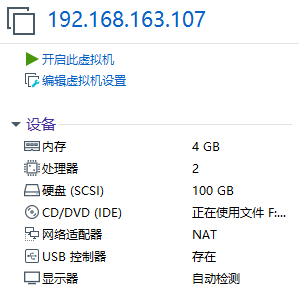 192.168.163.107
开启此虚拟机
编辑虚拟机设置
设备
内存 4 GB
处理器 2
硬盘 (SCSI) 100 GB
CD/DVD (IDE) 正在使用文件 F:...
网络适配器 NAT
USB 控制器 存在
显示器 自动检测